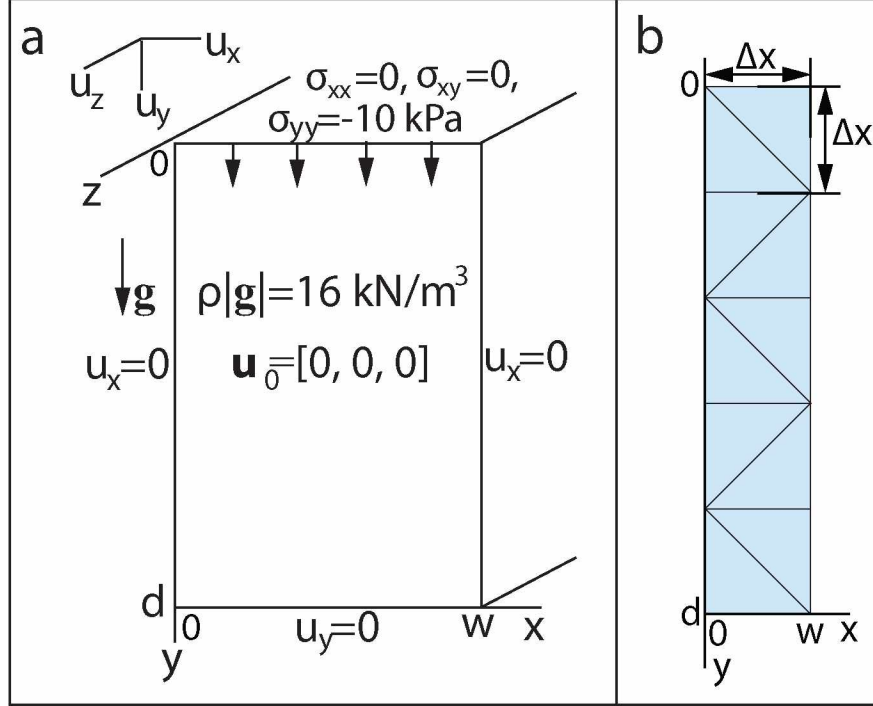 a
u_x
u_z
u_y
σ_xx=0, σ_xy=0,
σ_yy=-10 kPa
0
z
g
ρ|g|=16 kN/m³
u_x=0
u_0=[0, 0, 0]
u_x=0
d
0
u_y=0
w
x
y
b
Δx
0
Δx
d
0
w
x
y